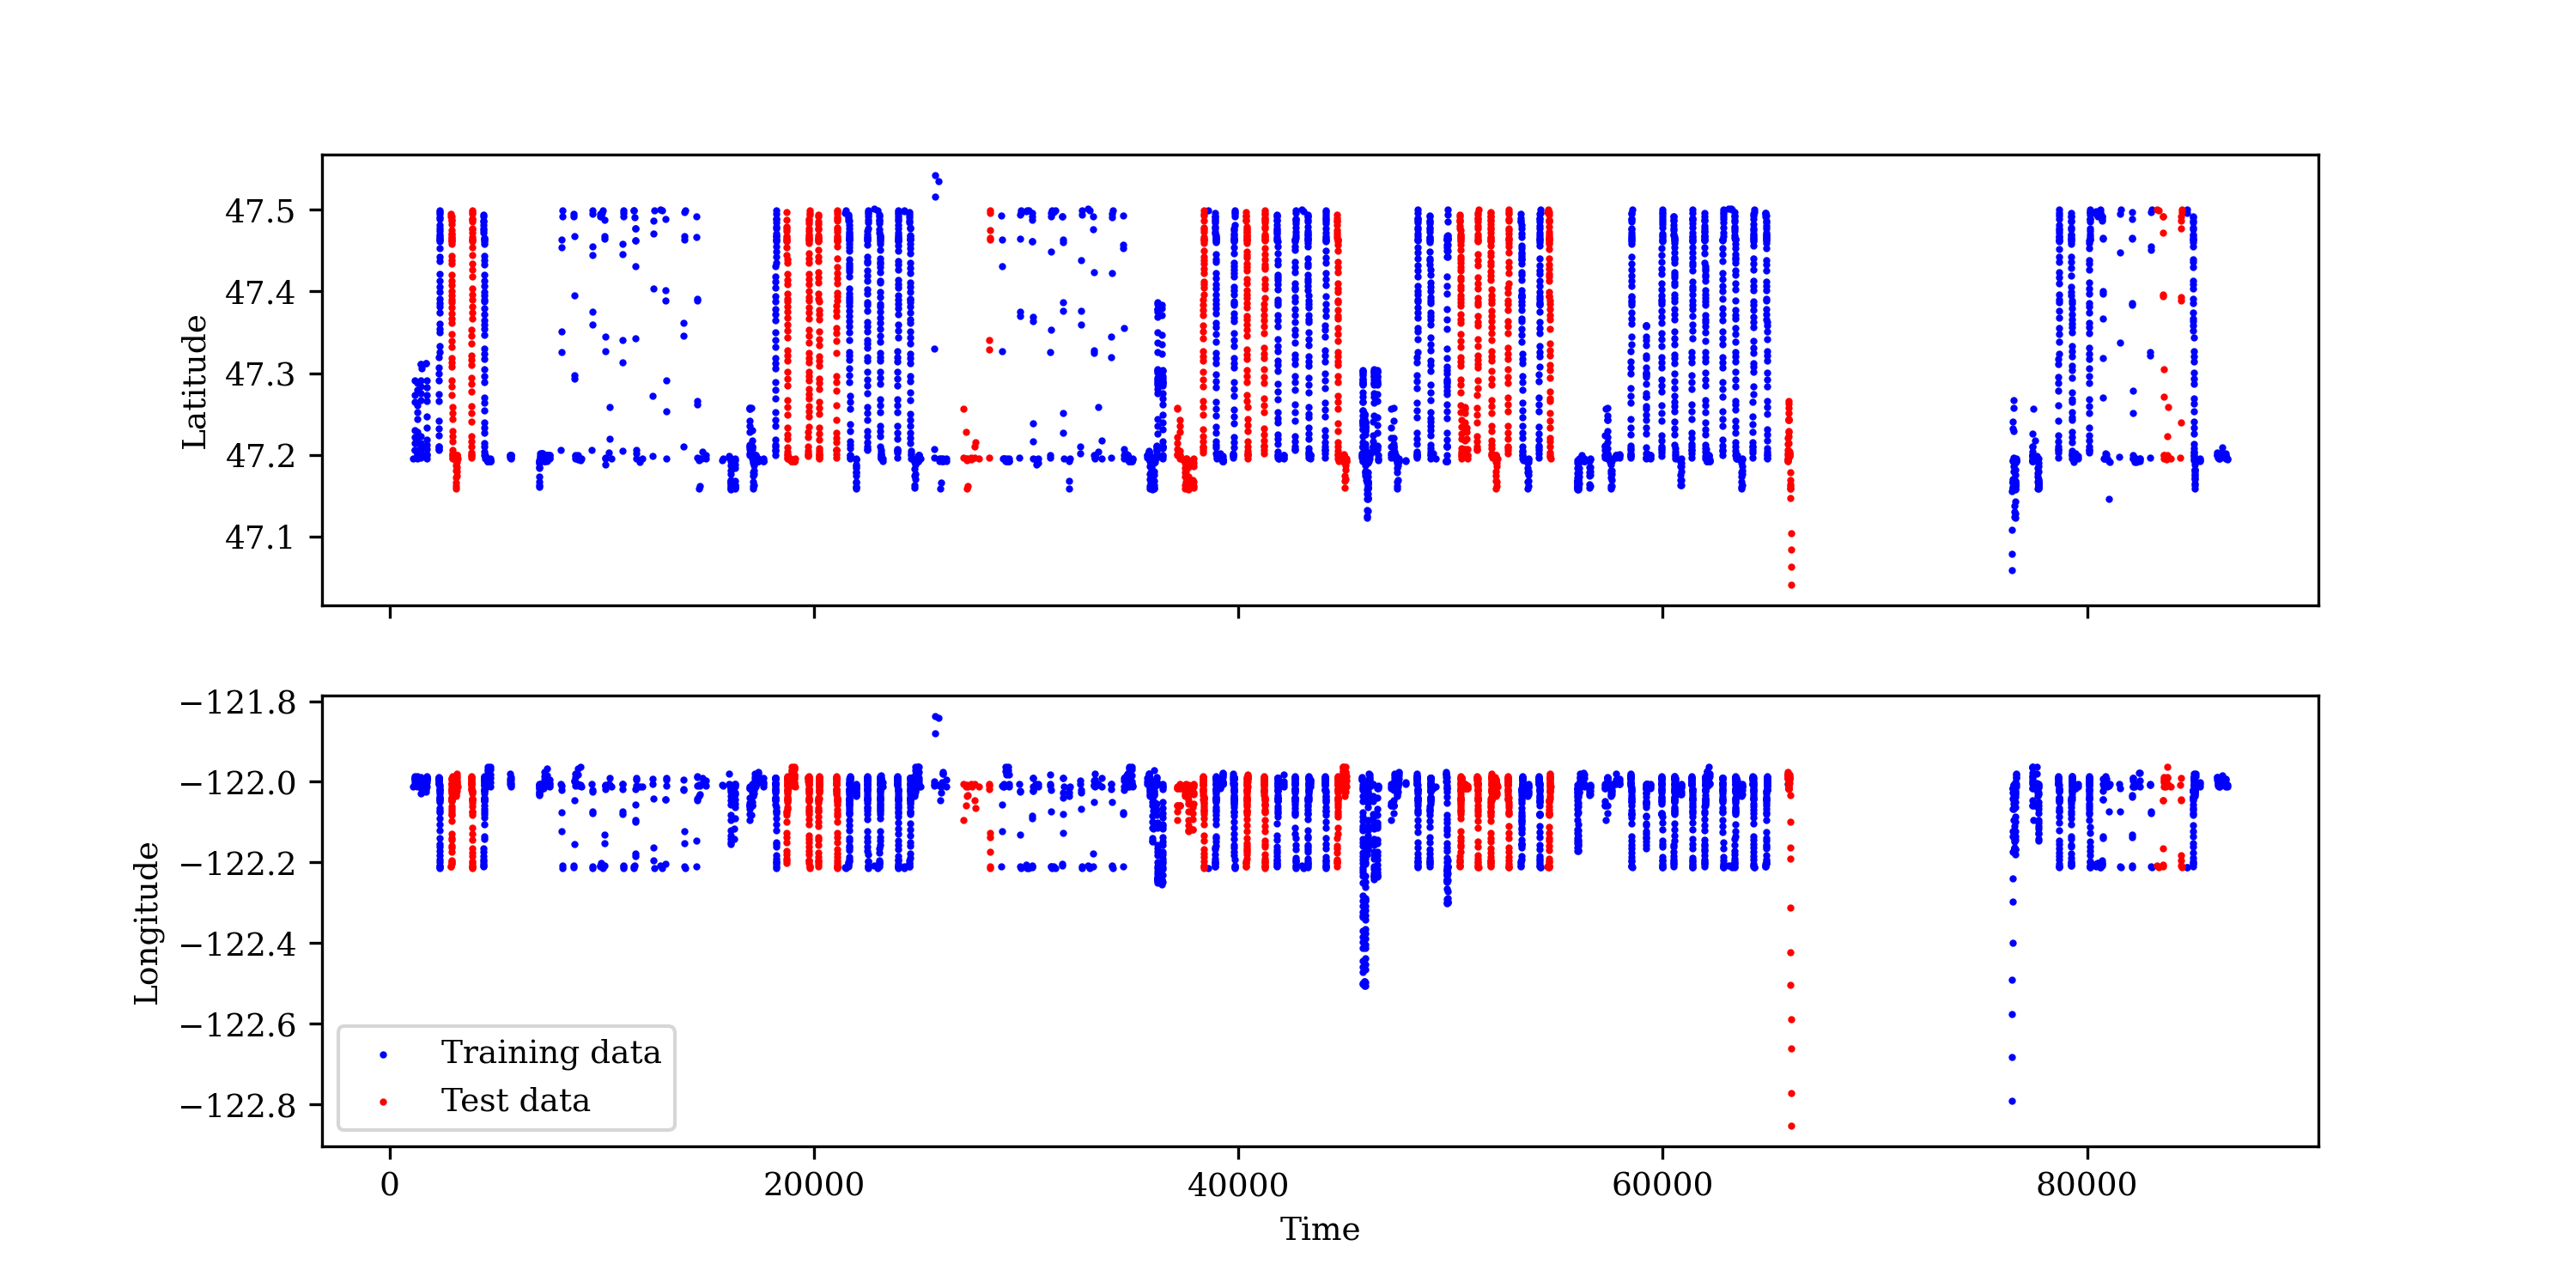 47.5
47.4
47.3
47.2
47.1
Latitude
−121.8
−122.0
−122.2
−122.4
−122.6
−122.8
Longitude
Training data
Test data
0 20000 40000 60000 80000
Time